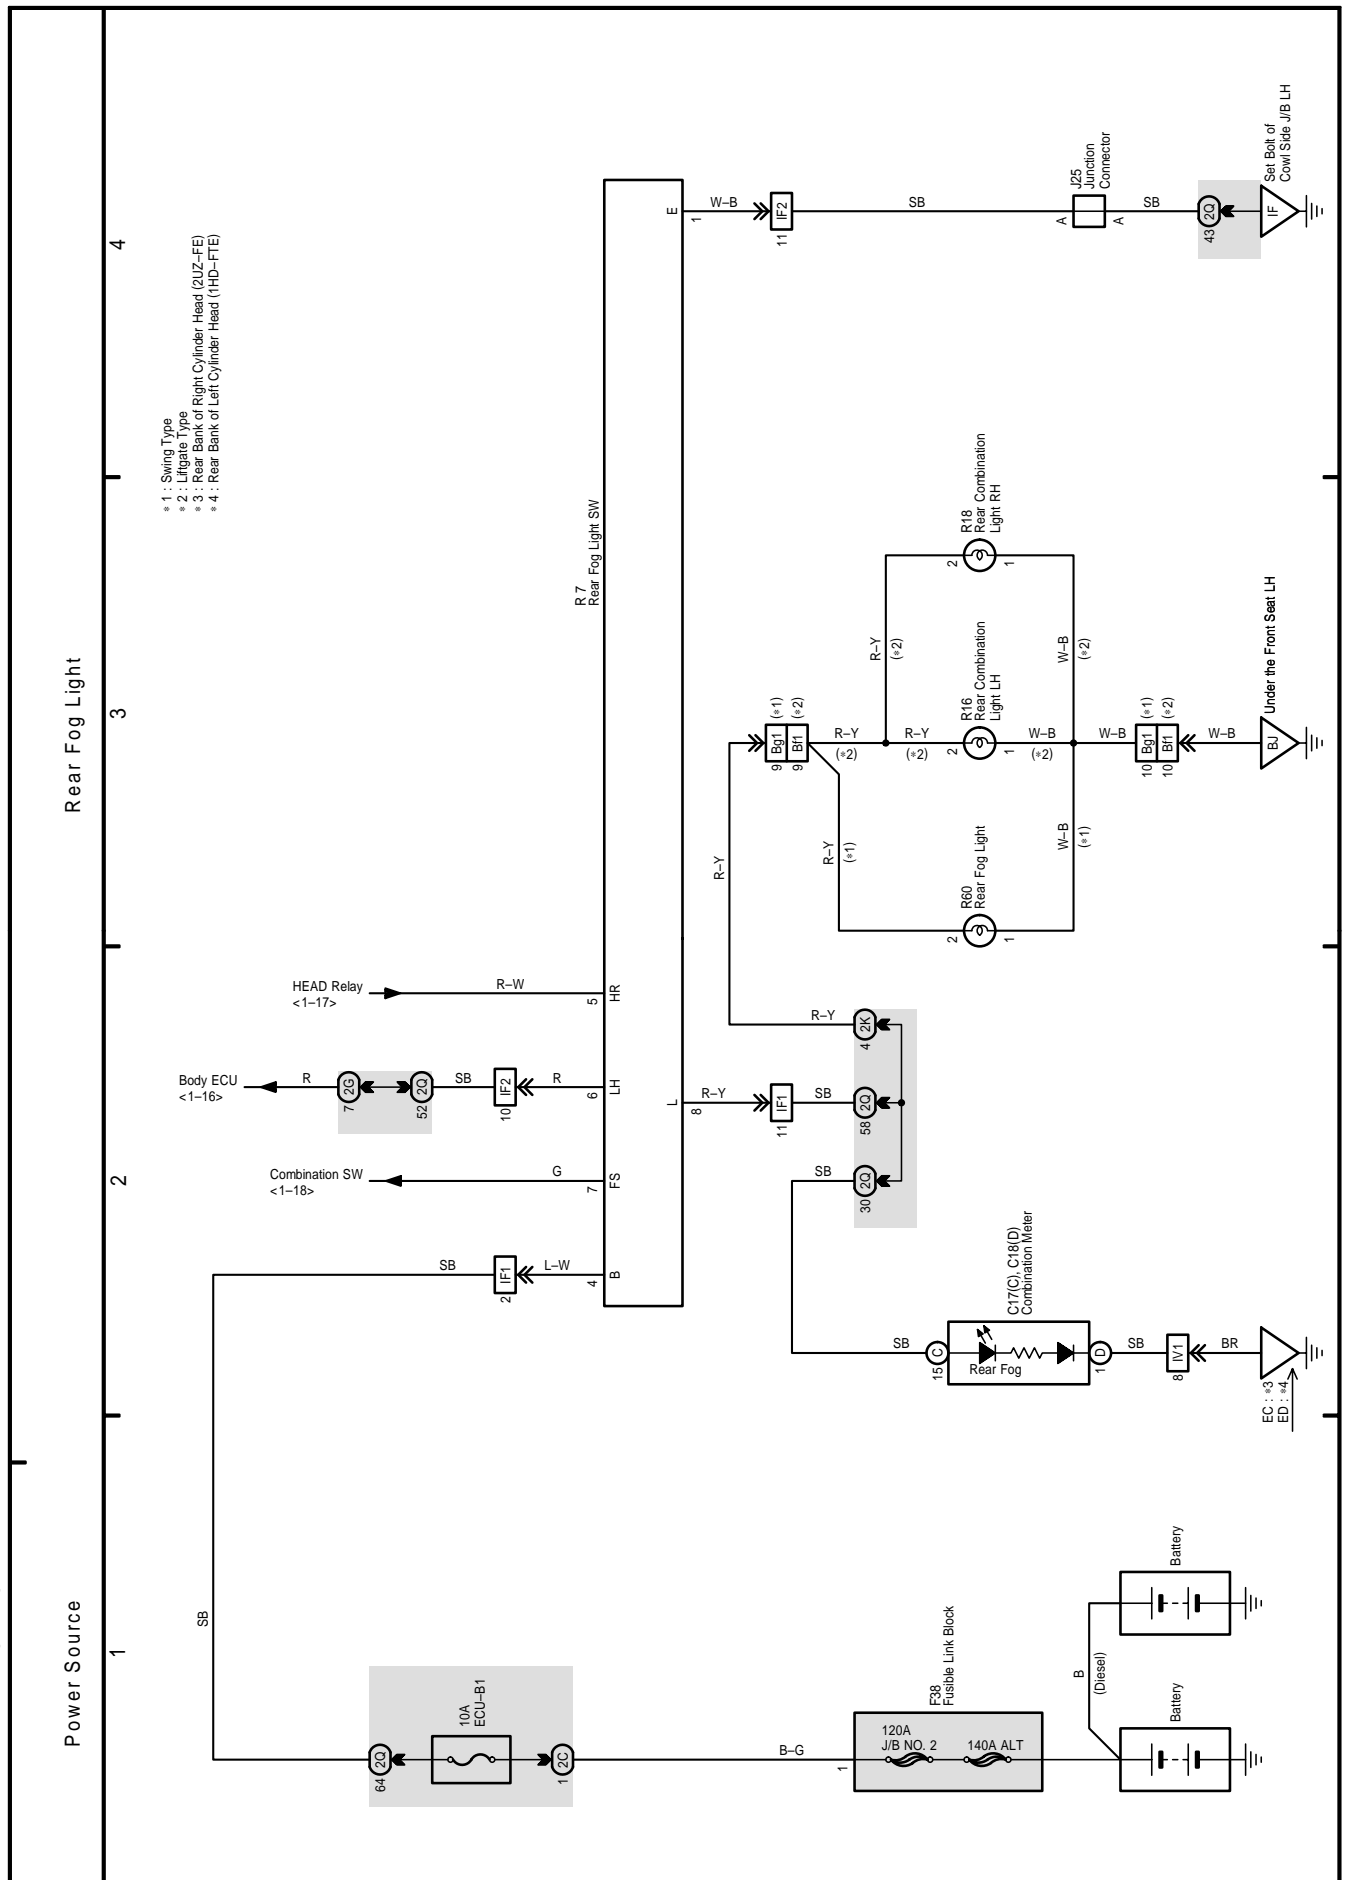 Power Source
Rear Fog Light
1
2
3
4
∗ 1 : Swing Type
∗ 2 : Liftgate Type
∗ 3 : Rear Bank of Right Cylinder Head (2UZ–FE)
∗ 4 : Rear Bank of Left Cylinder Head (1HD–FTE)
SB
64
2Q
10A
ECU–B1
1
2C
B–G
1
F38
Fusible Link Block
120A
J/B NO. 2
140A ALT
B
(Diesel)
Battery
Battery
SB
2
IF1
L–W
4
B
Combination SW
<1–18>
G
7
FS
Body ECU
<1–16>
R
7
2G
52
2Q
SB
10
IF2
R
6
LH
HEAD Relay
<1–17>
R–W
5
HR
R 7
Rear Fog Light SW
L
8
R–Y
11
IF1
SB
58
2Q
30
2Q
SB
4
2K
R–Y
R–Y
SB
15
C
C17(C), C18(D)
Combination Meter
Rear Fog
1
D
SB
8
IV1
BR
EC : ∗3
ED : ∗4
9
Bg1
(∗1)
9
Bf1
(∗2)
R–Y
(∗1)
R–Y
(∗2)
R–Y
(∗2)
R–Y
(∗2)
2
R60
Rear Fog Light
1
2
R16
Rear Combination
Light LH
1
2
R18
Rear Combination
Light RH
1
W–B
(∗1)
W–B
(∗2)
W–B
(∗2)
W–B
10
Bg1
(∗1)
10
Bf1
(∗2)
W–B
BJ
Under the Front Seat LH
E
1
W–B
11
IF2
SB
A
J25
Junction
Connector
A
SB
43
2Q
IF
Set Bolt of
Cowl Side J/B LH